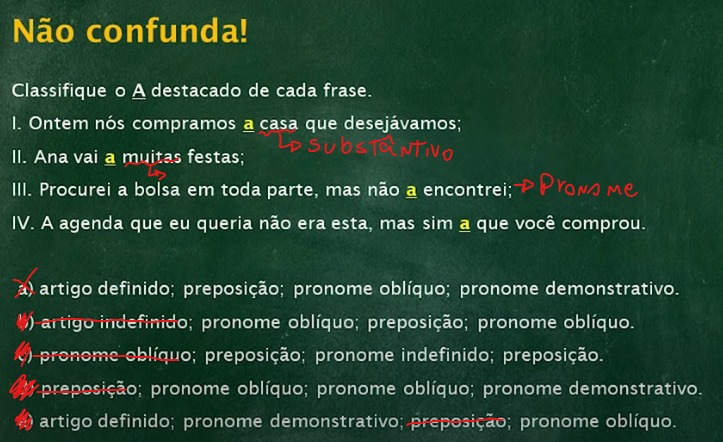 Não confunda!
Classifique o A destacado de cada frase.
I. Ontem nós compramos a casa que desejávamos;
substantivo
II. Ana vai a muitas festas;
III. Procurei a bolsa em toda parte, mas não a encontrei; Pronome
IV. A agenda que eu queria não era esta, mas sim a que você comprou.
a) artigo definido; preposição; pronome oblíquo; pronome demonstrativo.
b) artigo indefinido; pronome oblíquo; preposição; pronome oblíquo.
c) pronome oblíquo; preposição; pronome indefinido; preposição.
preposição; pronome oblíquo; pronome oblíquo; pronome demonstrativo.
artigo definido; pronome demonstrativo; preposição; pronome oblíquo.